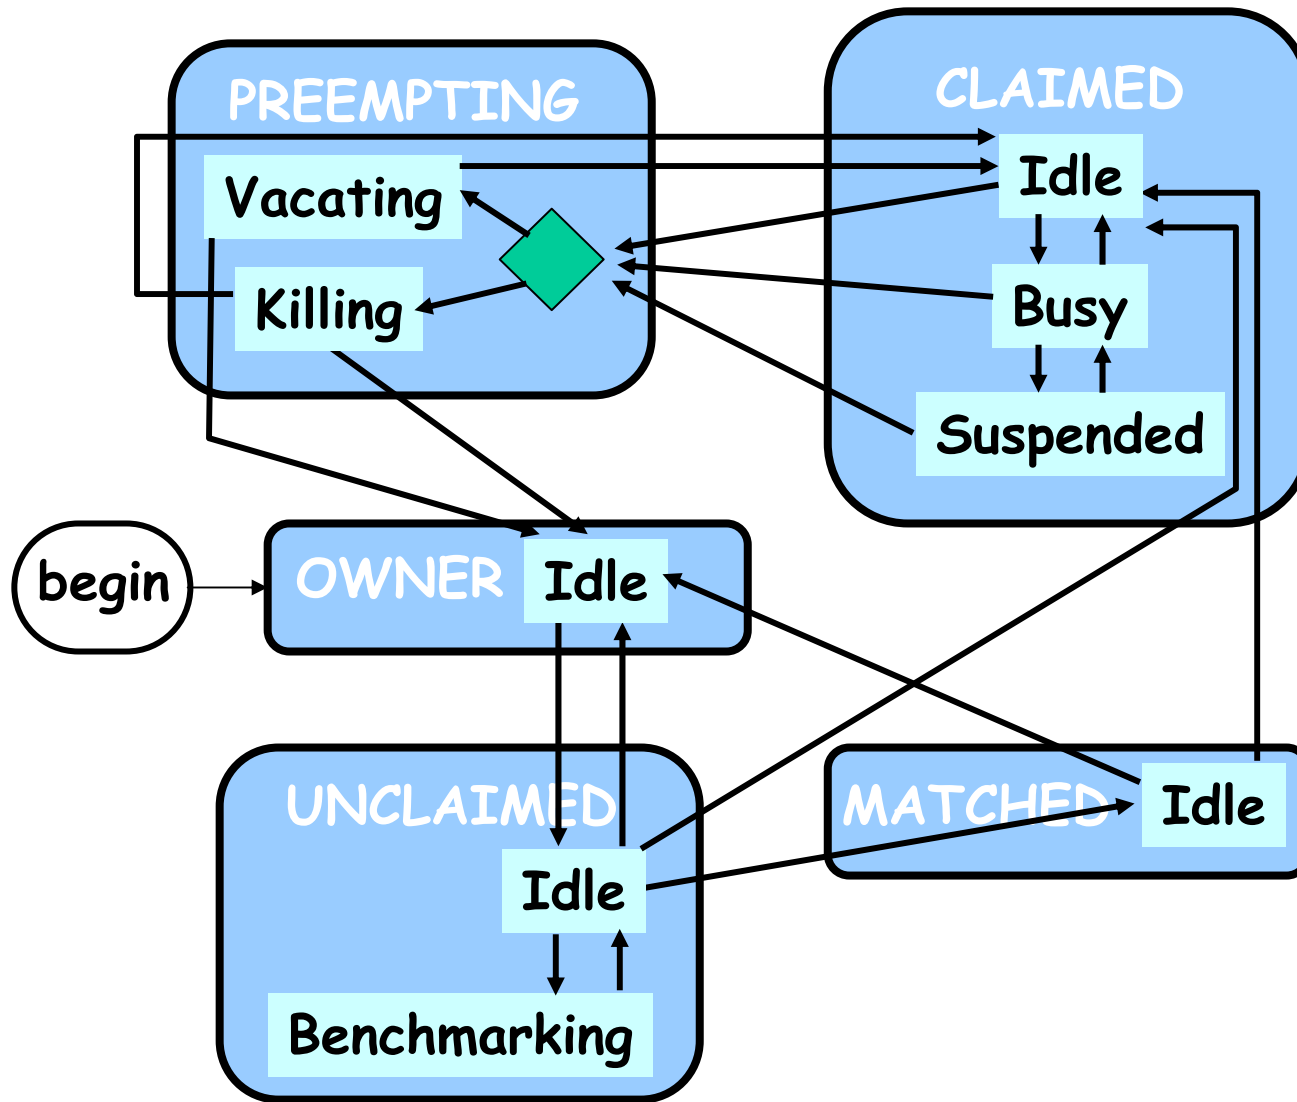 PREEMPTING
Vacating
Killing
CLAIMED
Idle
Busy
Suspended
begin
OWNER
Idle
UNCLAIMED
Idle
Benchmarking
MATCHED
Idle